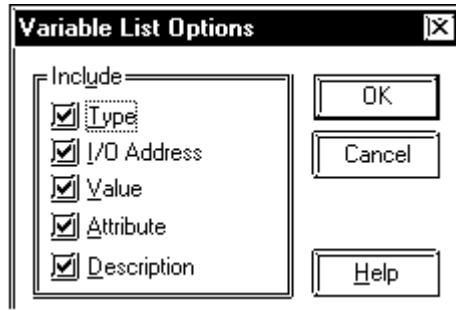 Variable List Options
Include
Type
I/O Address
Value
Attribute
Description
OK
Cancel
Help